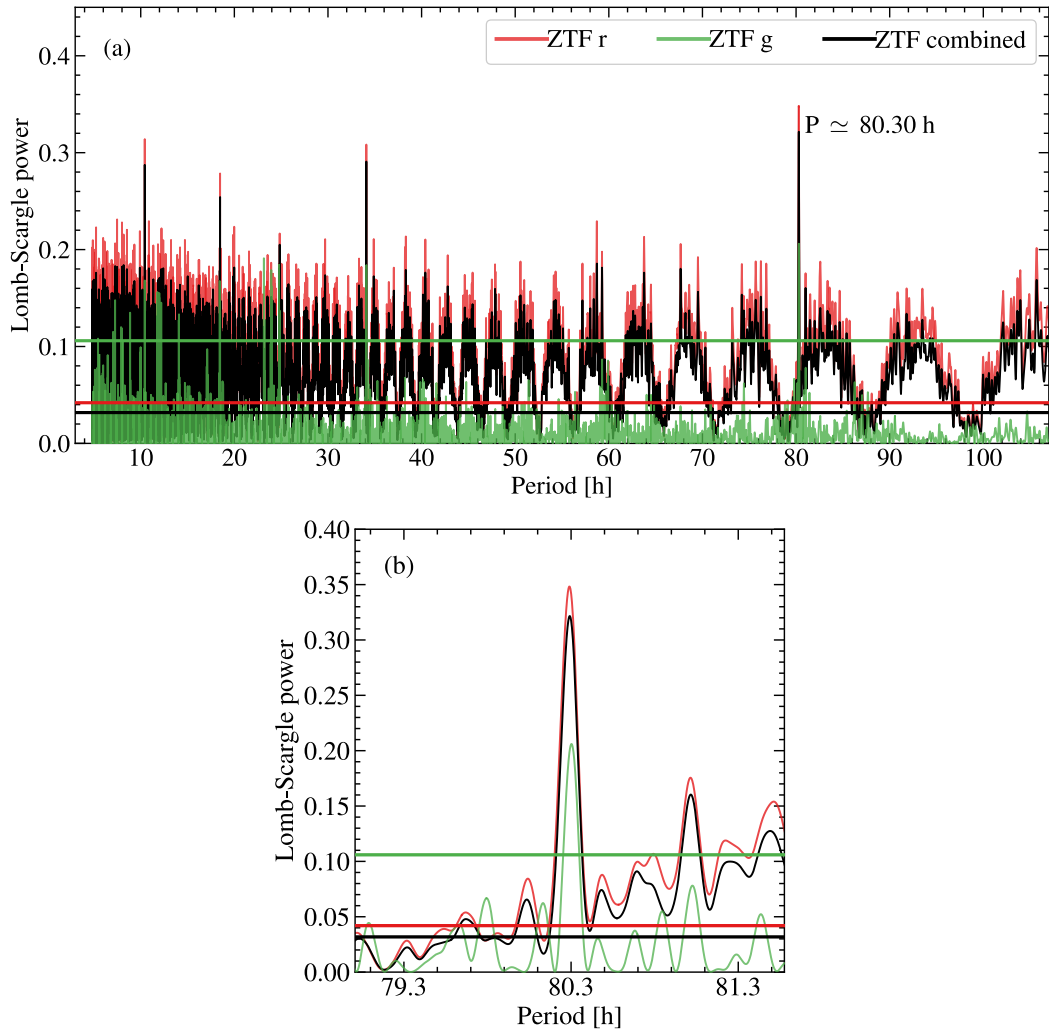 (a)
ZTF r ZTF g ZTF combined
P ≃ 80.30 h
Lomb-Scargle power
0.4
0.3
0.2
0.1
0.0
10 20 30 40 50 60 70 80 90 100
Period [h]
(b)
Lomb-Scargle power
0.40
0.35
0.30
0.25
0.20
0.15
0.10
0.05
0.00
79.3 80.3 81.3
Period [h]